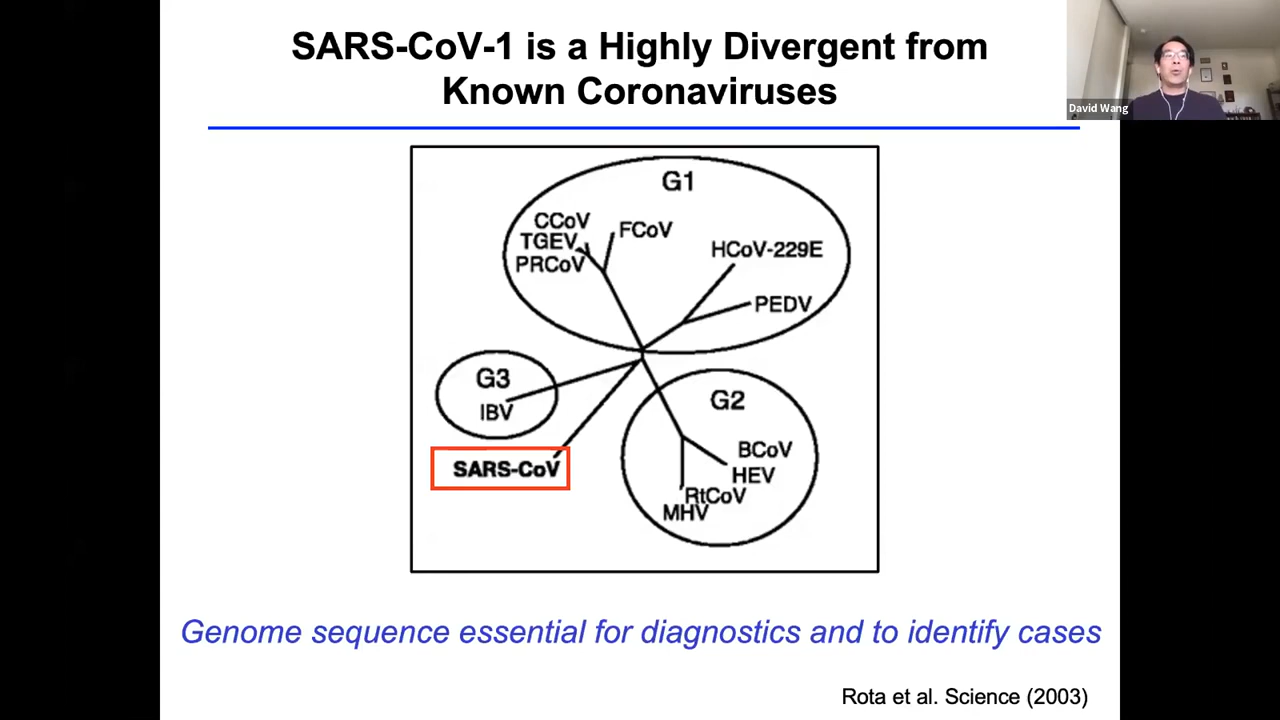 SARS-CoV-1 is a Highly Divergent from
Known Coronaviruses
David Wang
G1
CCoV
FCoV
TGEV
HCoV-229E
PRCoV
PEDV
G3
G2
IBV
BCoV
SARS-CoV
HEV
RtCoV
MHV
Genome sequence essential for diagnostics and to identify cases
Rota et al. Science (2003)